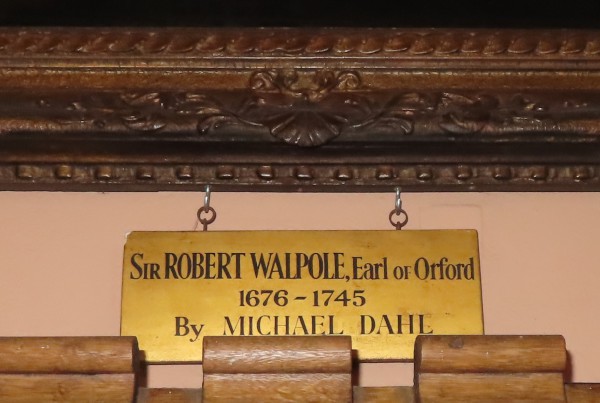 SIR ROBERT WALPOLE, Earl OF Orford
1676-1745
By MICHAEL DAHL